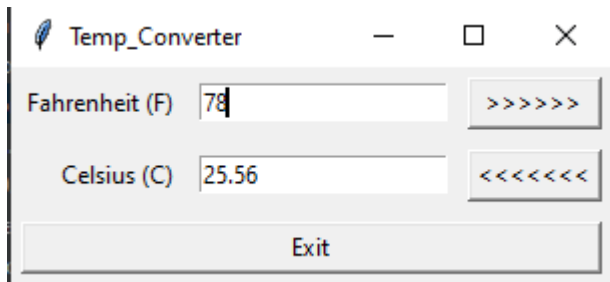 Temp_Converter
Fahrenheit (F) 78 >>>>>>
Celsius (C) 25.56 <<<<<<<
Exit